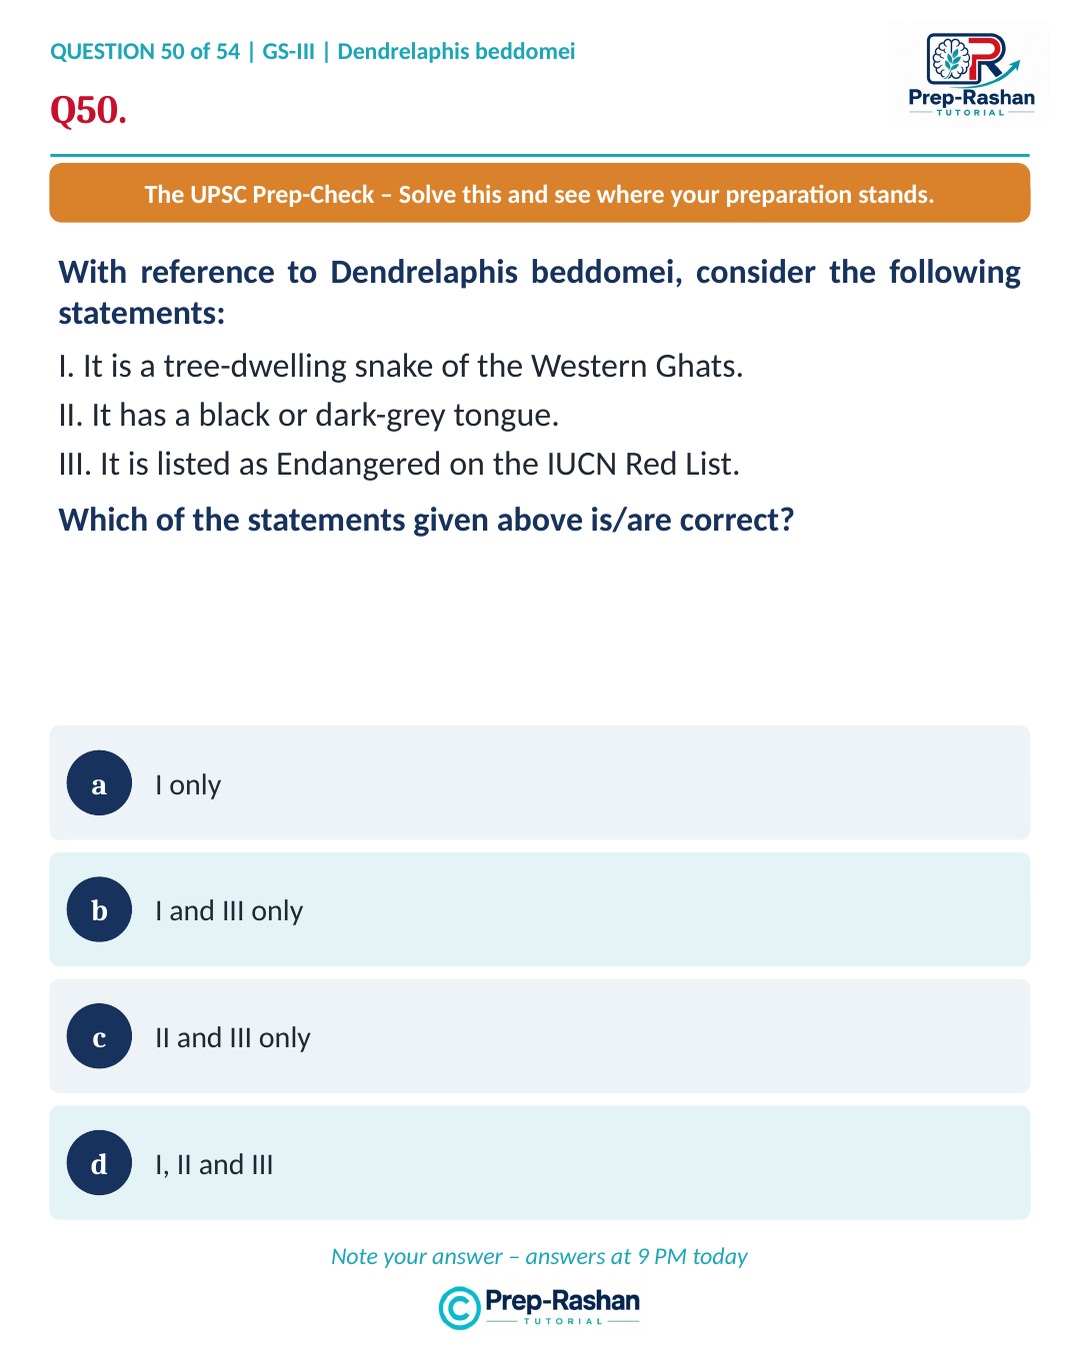 QUESTION 50 of 54 | GS-III | Dendrelaphis beddomei
Q50.
R
Prep-Rashan
TUTORIAL
The UPSC Prep-Check – Solve this and see where your preparation stands.
With reference to Dendrelaphis beddomei, consider the following
statements:
I. It is a tree-dwelling snake of the Western Ghats.
II. It has a black or dark-grey tongue.
III. It is listed as Endangered on the IUCN Red List.
Which of the statements given above is/are correct?
a I only
b I and III only
c II and III only
d I, II and III
Note your answer – answers at 9 PM today
© Prep-Rashan
TUTORIAL